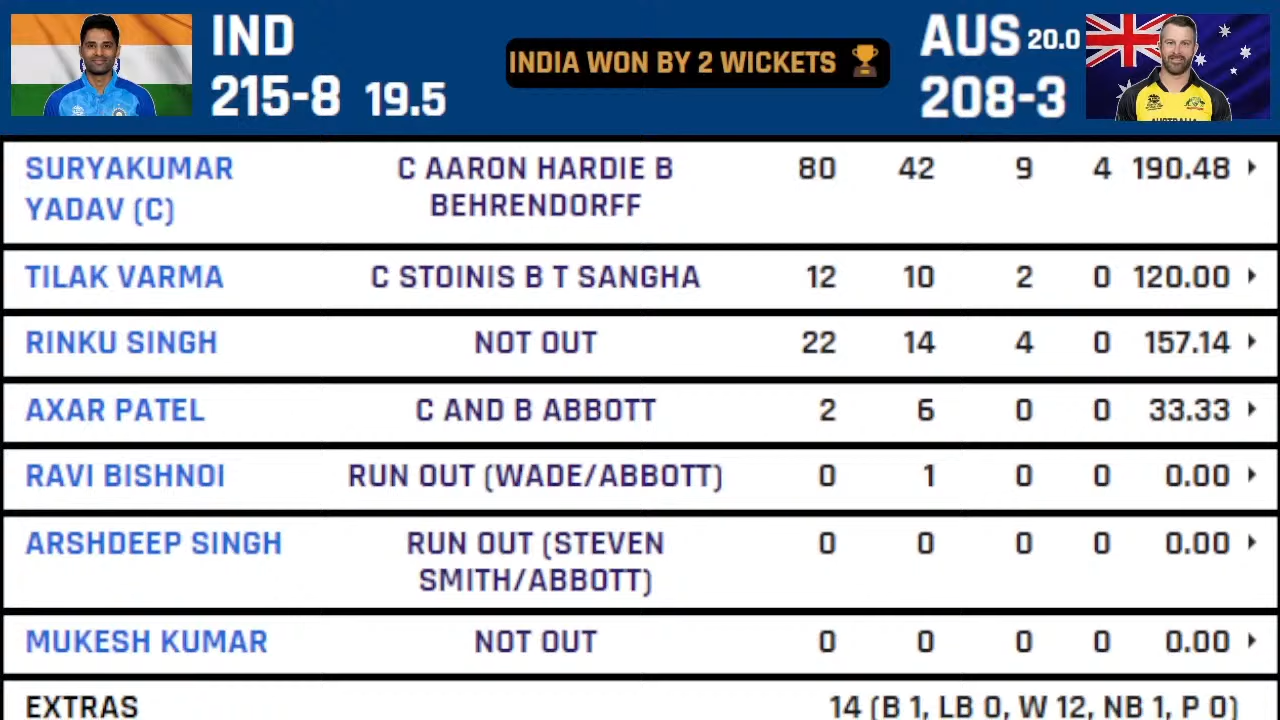 IND
215-8 19.5
INDIA WON BY 2 WICKETS
AUS 20.0
208-3
AUSTRALIA
SURYAKUMAR YADAV (C) C AARON HARDIE B BEHRENDORFF 80 42 9 4 190.48
TILAK VARMA C STOINIS B T SANGHA 12 10 2 0 120.00
RINKU SINGH NOT OUT 22 14 4 0 157.14
AXAR PATEL C AND B ABBOTT 2 6 0 0 33.33
RAVI BISHNOI RUN OUT (WADE/ABBOTT) 0 1 0 0 0.00
ARSHDEEP SINGH RUN OUT (STEVEN SMITH/ABBOTT) 0 0 0 0 0.00
MUKESH KUMAR NOT OUT 0 0 0 0 0.00
EXTRAS 14 (B 1, LB 0, W 12, NB 1, P 0)